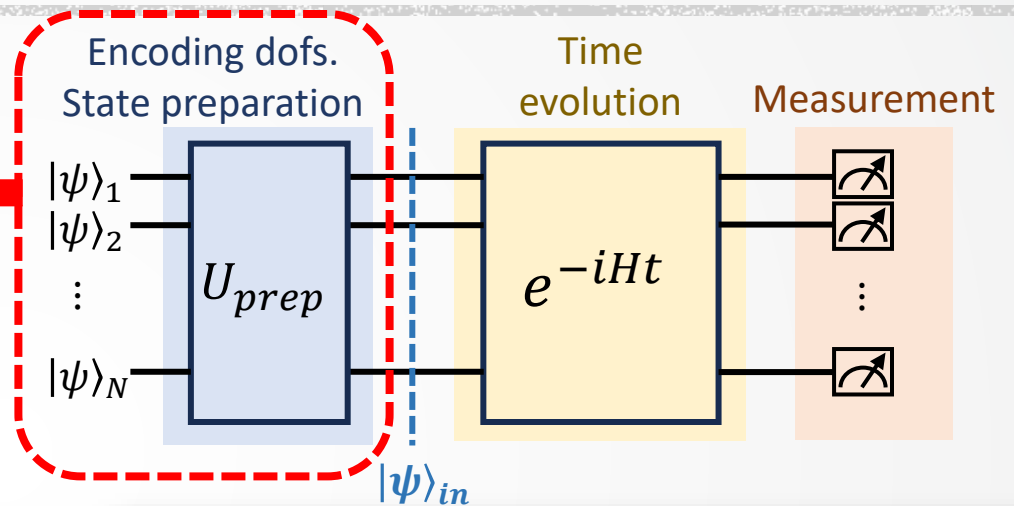 Encoding dofs.
State preparation
Time
evolution
Measurement
|ψ⟩₁
|ψ⟩₂
⋮
|ψ⟩_N
U_prep
e^{-iHt}
⋮
|ψ⟩_in